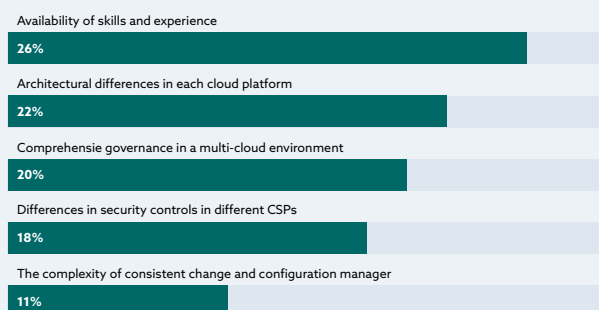 Availability of skills and experience
26%
Architectural differences in each cloud platform
22%
Comprehensie governance in a multi-cloud environment
20%
Differences in security controls in different CSPs
18%
The complexity of consistent change and configuration manager
11%